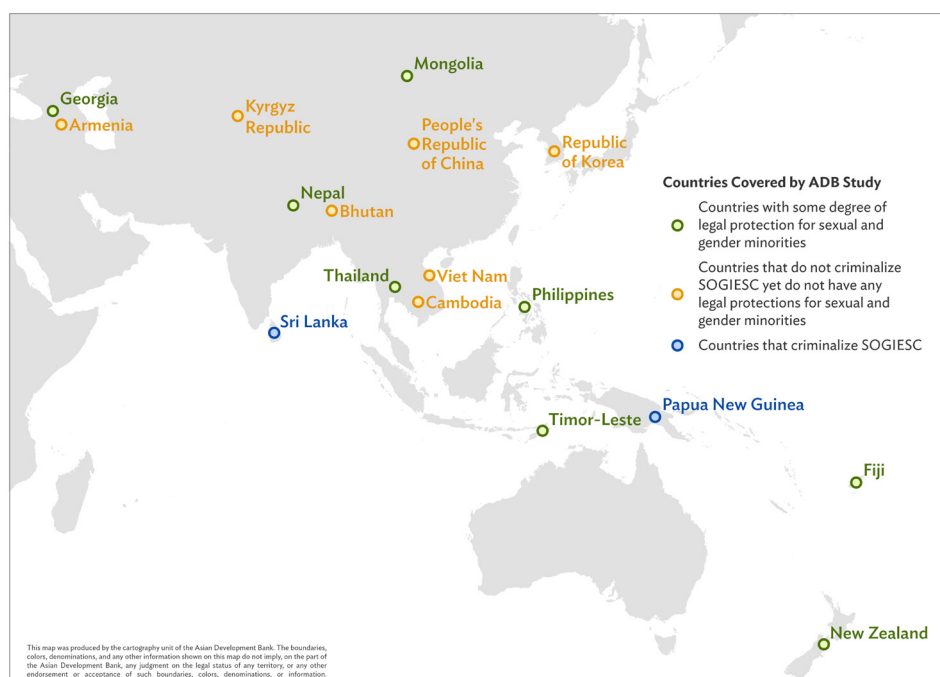 Mongolia
Georgia
Armenia
Kyrgyz
Republic
People's
Republic
of China
Republic
of Korea
Countries Covered by ADB Study
Countries with some degree of
legal protection for sexual and
gender minorities
Countries that do not criminalize
SOGIESC yet do not have any
legal protections for sexual and
gender minorities
Countries that criminalize SOGIESC
Nepal
Bhutan
Thailand
Viet Nam
Cambodia
Philippines
Sri Lanka
Papua New Guinea
Timor-Leste
Fiji
New Zealand
This map was produced by the cartography unit of the Asian Development Bank. The boundaries,
colors, denominations, and any other information shown on this map do not imply, on the part of
the Asian Development Bank, any judgment on the legal status of any territory, or any other
endorsement or acceptance of such boundaries, colors, denominations, or information.